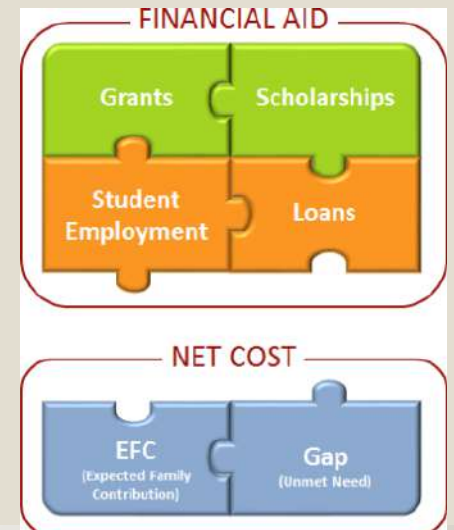 FINANCIAL AID
Grants
Scholarships
Student
Employment
Loans
NET COST
EFC
(Expected Family
Contribution)
Gap
(Unmet Need)